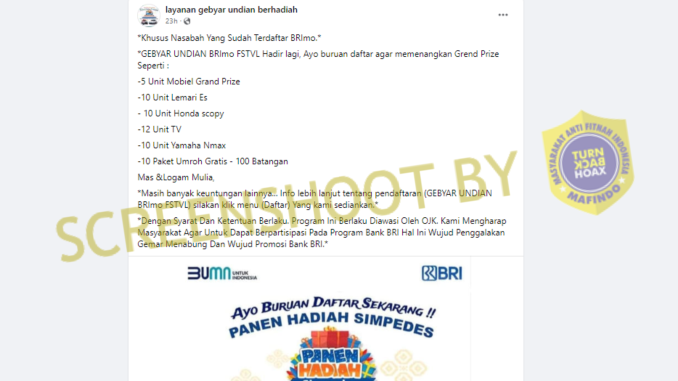 layanan gebyar undian berhadiah
23h ·
*Khusus Nasabah Yang Sudah Terdaftar BRImo.*
*GEBYAR UNDIAN BRImo FSTVL Hadir lagi, Ayo buruan daftar agar memenangkan Grend Prize
Seperti :
-5 Unit Mobiel Grand Prize
-10 Unit Lemari Es
- 10 Unit Honda scopy
-12 Unit TV
-10 Unit Yamaha Nmax
-10 Paket Umroh Gratis - 100 Batangan
Mas &Logam Mulia,
*Masih banyak keuntungan lainnya... Info lebih lanjut tentang pendaftaran (GEBYAR UNDIAN
BRImo FSTVL) silakan klik menu (Daftar) Yang kami sediankan.*
*Dengan Syarat Dan Ketentuan Berlaku. Program Ini Berlaku Diawasi Oleh OJK. Kami Mengharap
Masyarakat Agar Untuk Dapat Berpartisipasi Pada Program Bank BRI Hal Ini Wujud Penggalakan
Gemar Menabung Dan Wujud Promosi Bank BRI.*
SCREENSHOOT BY
MASYARAKAT ANTI FITNAH INDONESIA
TURN
BACK
HOAX
MAFINDO
BUMN UNTUK
INDONESIA
BRI
AYO BURUAN DAFTAR SEKARANG !!
PANEN HADIAH SIMPEDES
PANEN
HADIAH